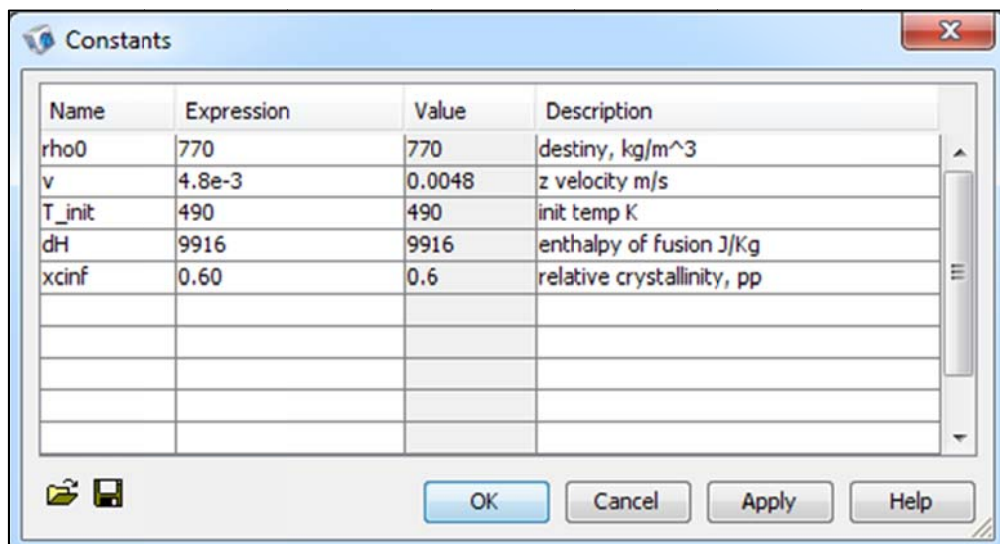 Constants
Name Expression Value Description
rho0 770 770 destiny, kg/m^3
v 4.8e-3 0.0048 z velocity m/s
T_init 490 490 init temp K
dH 9916 9916 enthalpy of fusion J/Kg
xcinf 0.60 0.6 relative crystallinity, pp
OK Cancel Apply Help